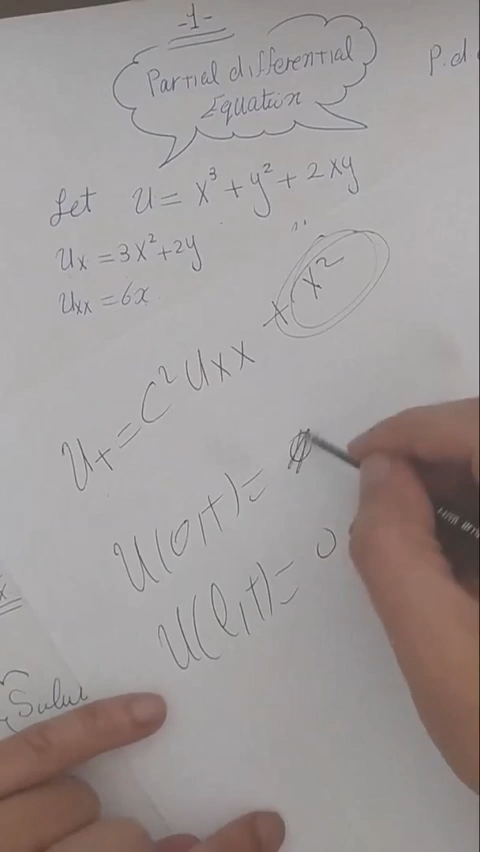 -1-
Partial differential
Equation
P.d.
Let u = x³ + y² + 2xy
Ux = 3x² + 2y
Uxx = 6x
Ut = C² Uxx + x²
U(0,t) =
U(l,t) = 0